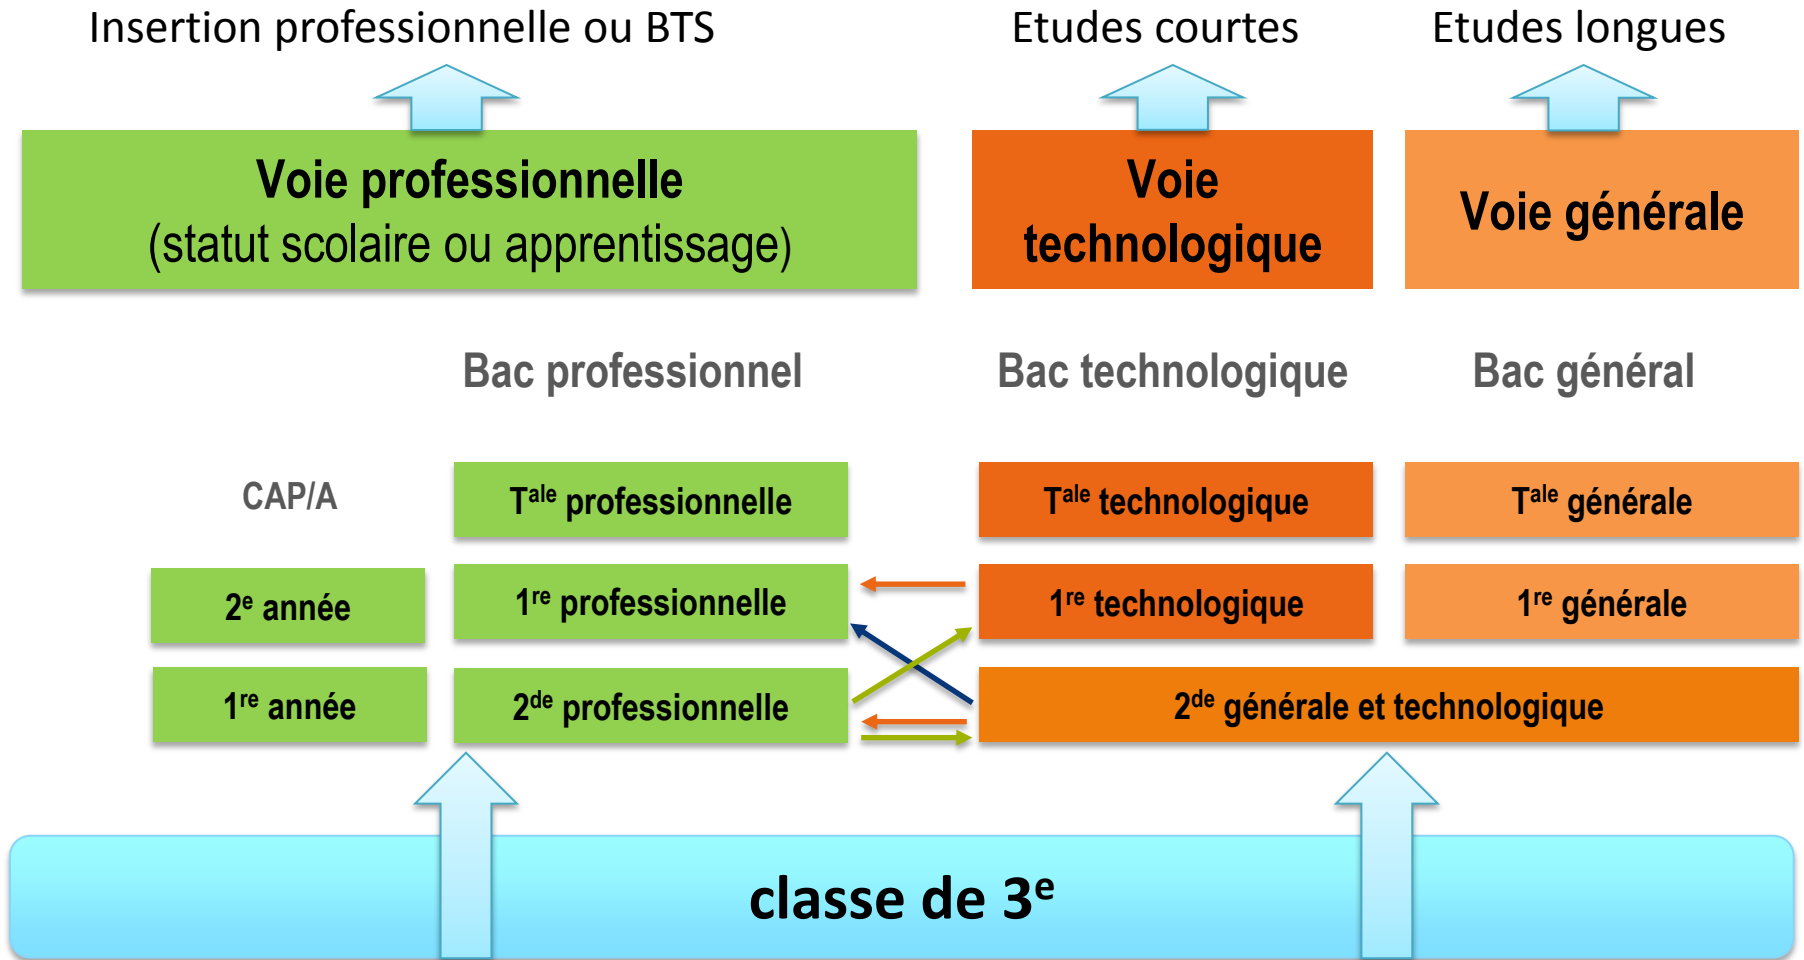 Insertion professionnelle ou BTS
Etudes courtes
Etudes longues
Voie professionnelle
(statut scolaire ou apprentissage)
Voie
technologique
Voie générale
Bac professionnel
Bac technologique
Bac général
CAP/A
Tale professionnelle
Tale technologique
Tale générale
2e année
1re professionnelle
1re technologique
1re générale
1re année
2de professionnelle
2de générale et technologique
classe de 3e